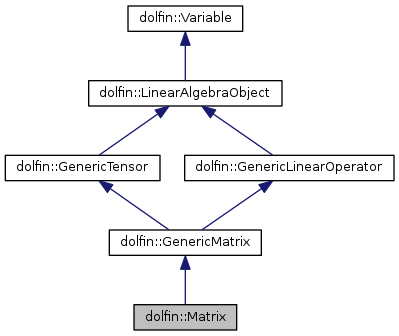 dolfin::Variable
dolfin::LinearAlgebraObject
dolfin::GenericTensor
dolfin::GenericLinearOperator
dolfin::GenericMatrix
dolfin::Matrix